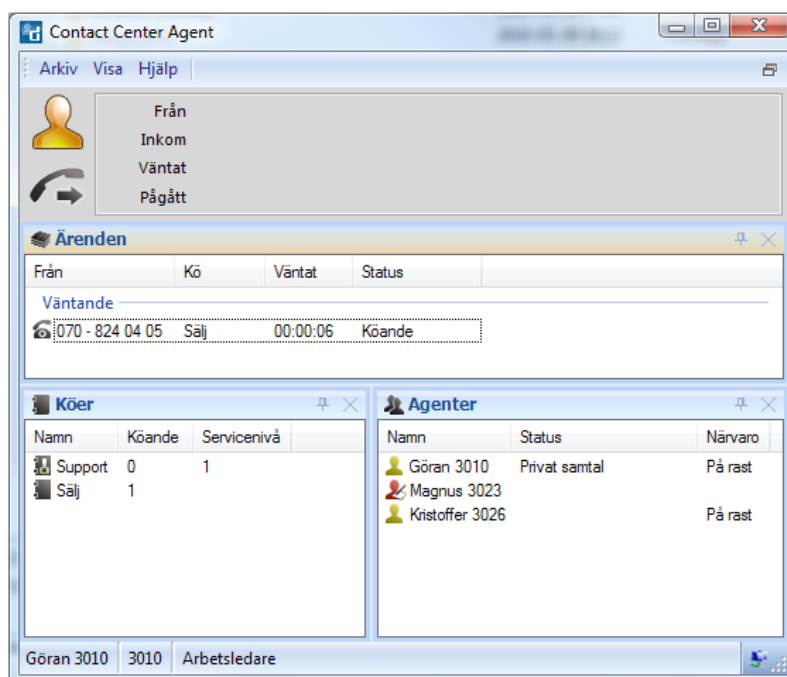 Contact Center Agent
Arkiv Visa Hjälp
Från
Inkom
Väntat
Pågått
Ärenden
Från Kö Väntat Status
Väntande
070 - 824 04 05 Sälj 00:00:06 Köande
Köer
Namn Köande Servicenivå
Support 0 1
Sälj 1
Agenter
Namn Status Närvaro
Göran 3010 Privat samtal På rast
Magnus 3023
Kristoffer 3026 På rast
Göran 3010 3010 Arbetsledare